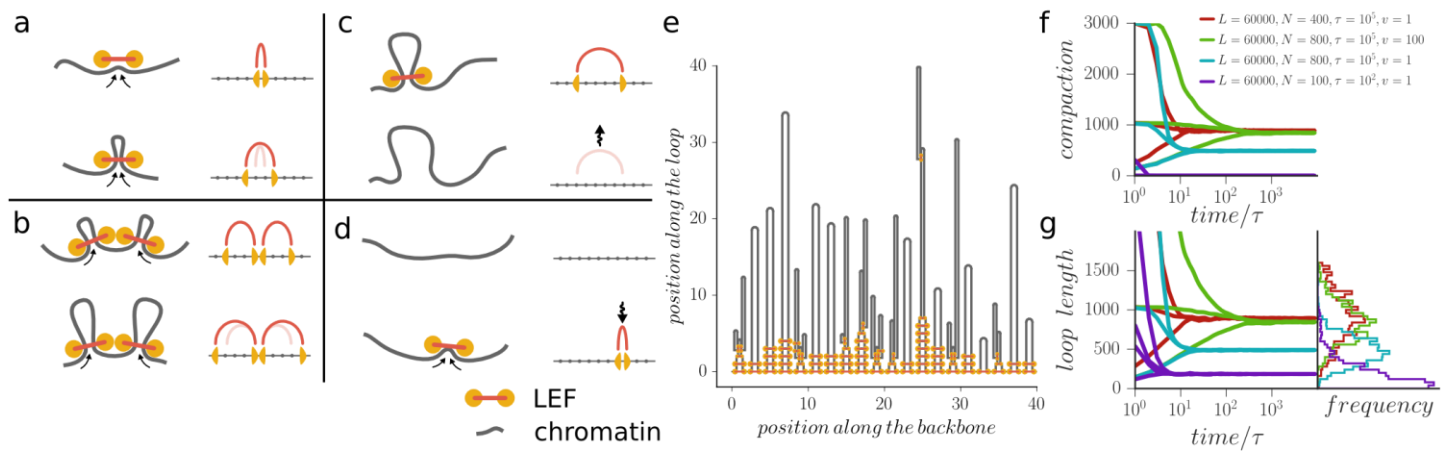 a
b
c
d
LEF
chromatin
e
position along the loop
40
30
20
10
0
0
10
20
30
40
position along the backbone
f
compaction
3000
2000
1000
0
10^0
10^1
10^2
10^3
time/τ
L = 60000, N = 400, τ = 10^5, v = 1
L = 60000, N = 800, τ = 10^5, v = 100
L = 60000, N = 800, τ = 10^5, v = 1
L = 60000, N = 100, τ = 10^2, v = 1
g
loop length
1500
1000
500
0
10^0
10^1
10^2
10^3
time/τ
frequency